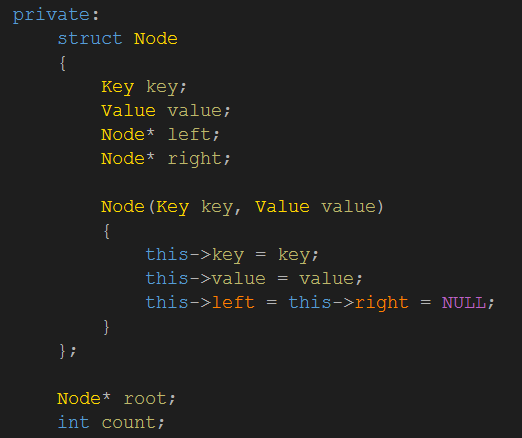 private:
    struct Node
    {
        Key key;
        Value value;
        Node* left;
        Node* right;

        Node(Key key, Value value)
        {
            this->key = key;
            this->value = value;
            this->left = this->right = NULL;
        }
    };

    Node* root;
    int count;